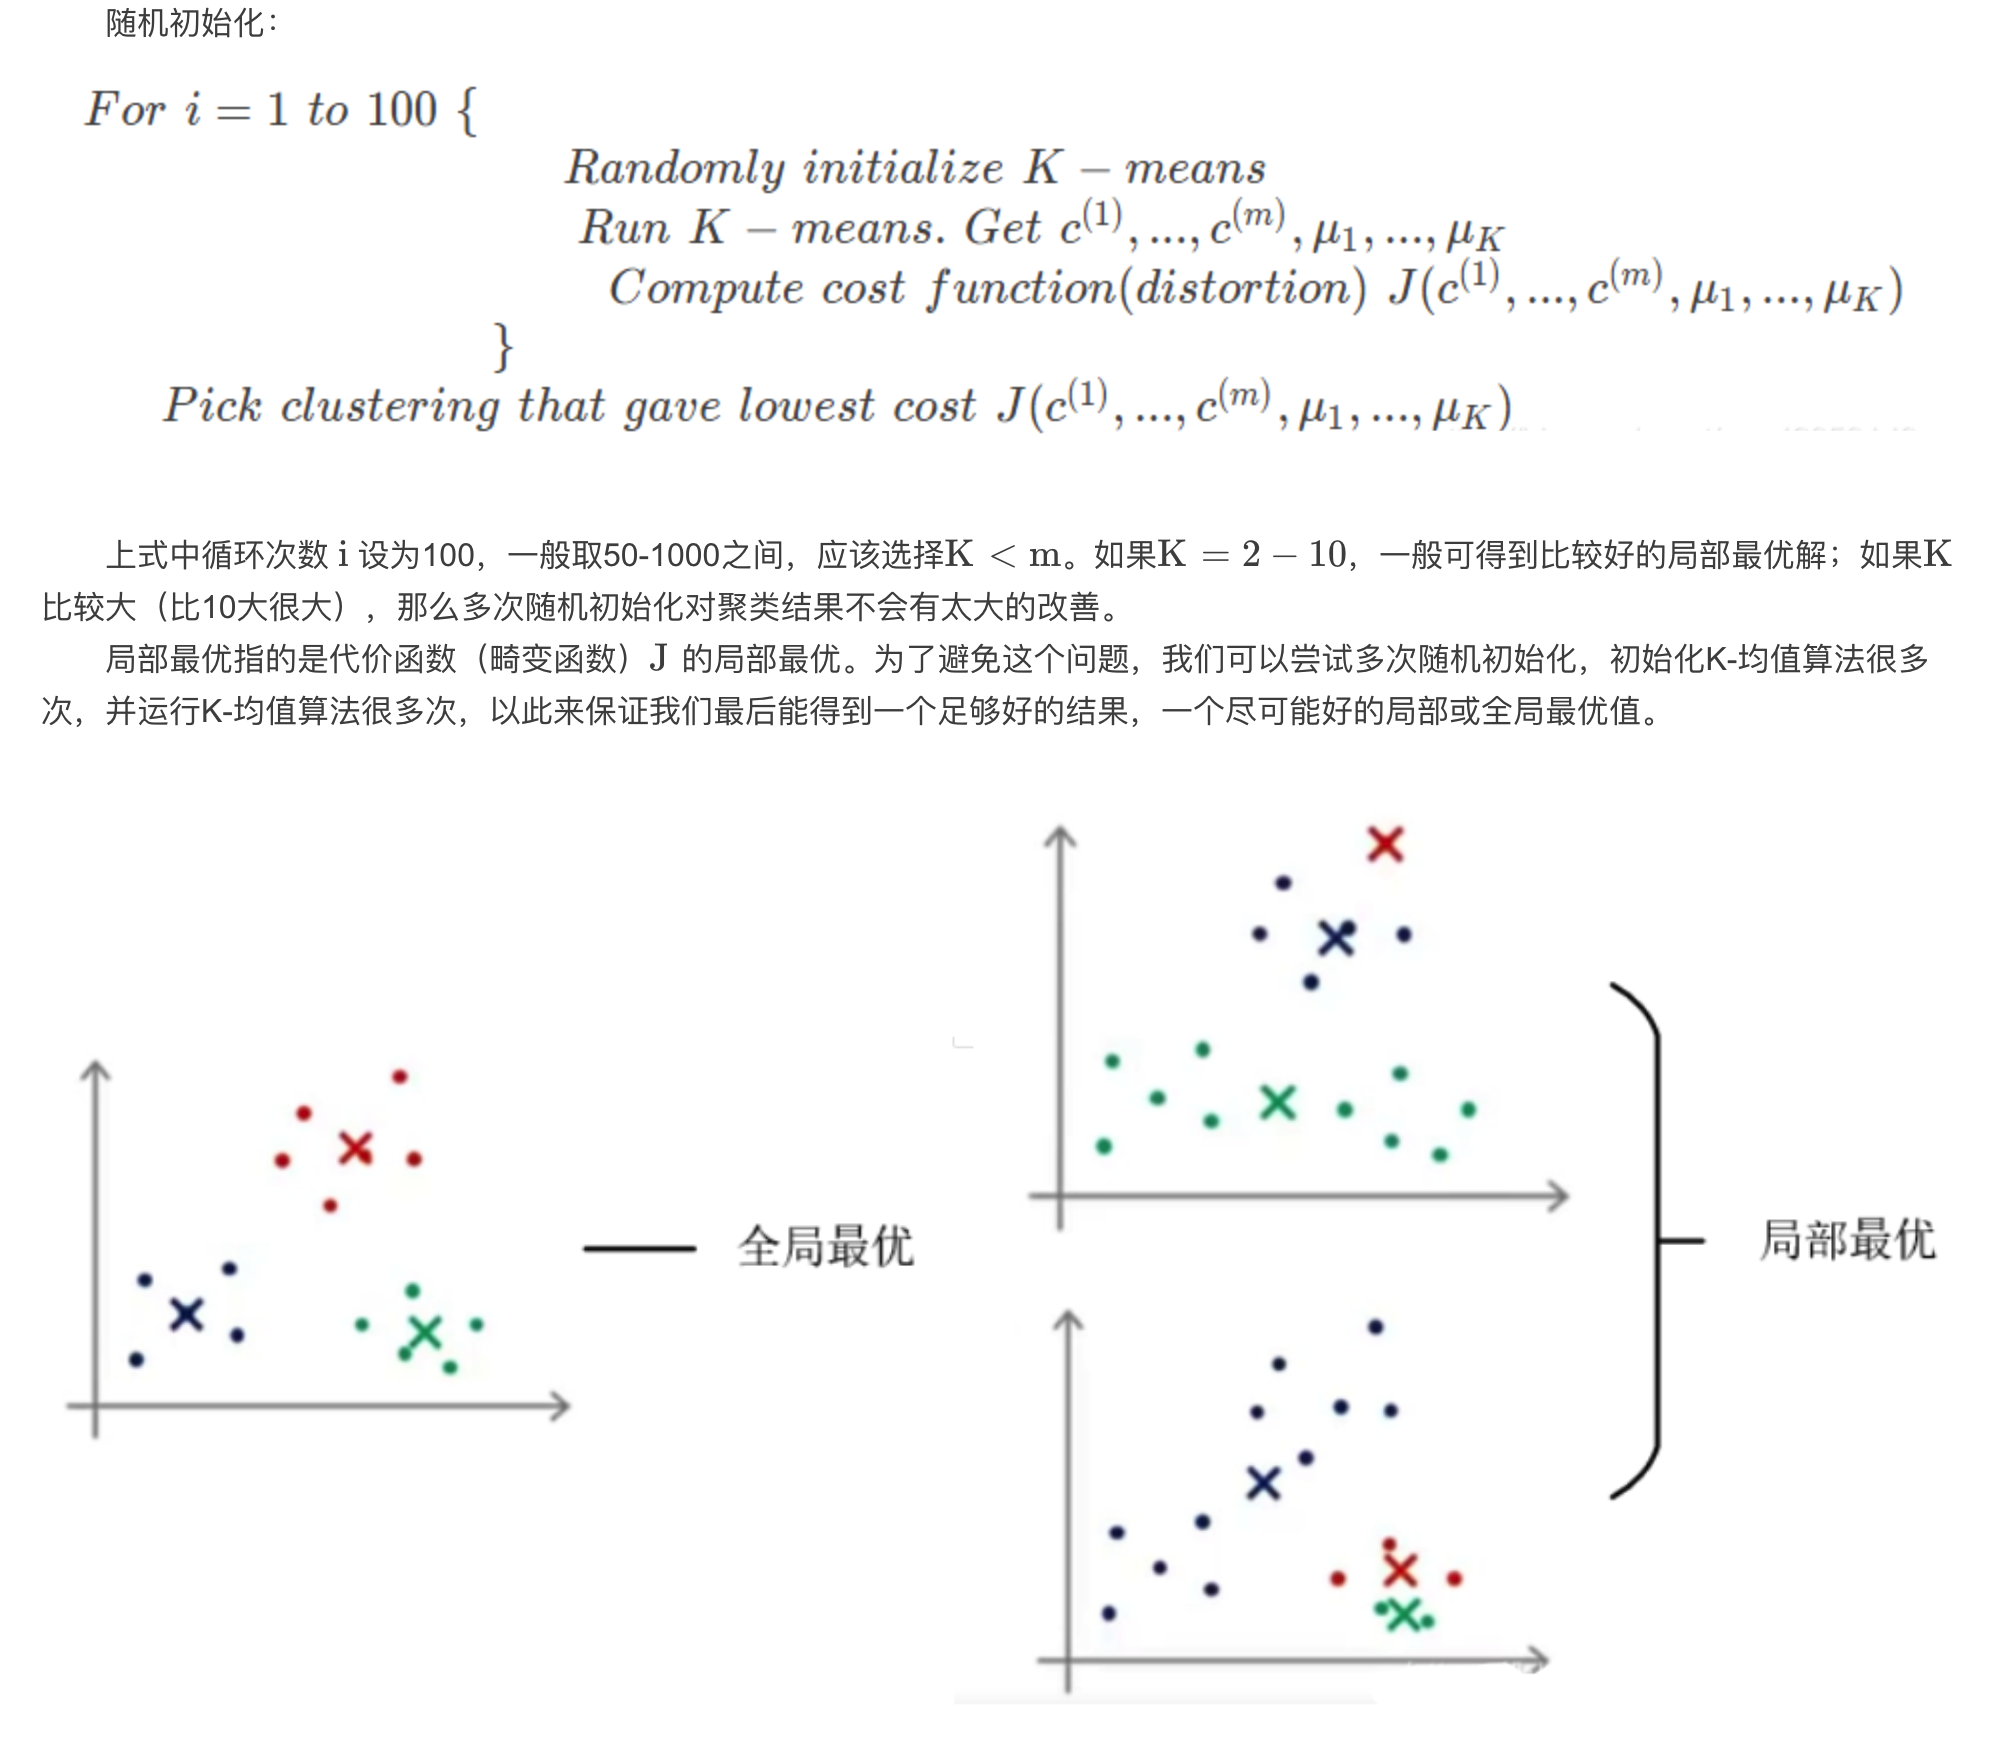 随机初始化：
For i = 1 to 100 {
Randomly initialize K − means
Run K − means. Get c^{(1)}, ..., c^{(m)}, μ_1, ..., μ_K
Compute cost function(distortion) J(c^{(1)}, ..., c^{(m)}, μ_1, ..., μ_K)
}
Pick clustering that gave lowest cost J(c^{(1)}, ..., c^{(m)}, μ_1, ..., μ_K)
上式中循环次数 i 设为100，一般取50-1000之间，应该选择K < m。如果K = 2 − 10，一般可得到比较好的局部最优解；如果K
比较大（比10大很大），那么多次随机初始化对聚类结果不会有太大的改善。
局部最优指的是代价函数（畸变函数）J 的局部最优。为了避免这个问题，我们可以尝试多次随机初始化，初始化K-均值算法很多
次，并运行K-均值算法很多次，以此来保证我们最后能得到一个足够好的结果，一个尽可能好的局部或全局最优值。
全局最优
局部最优